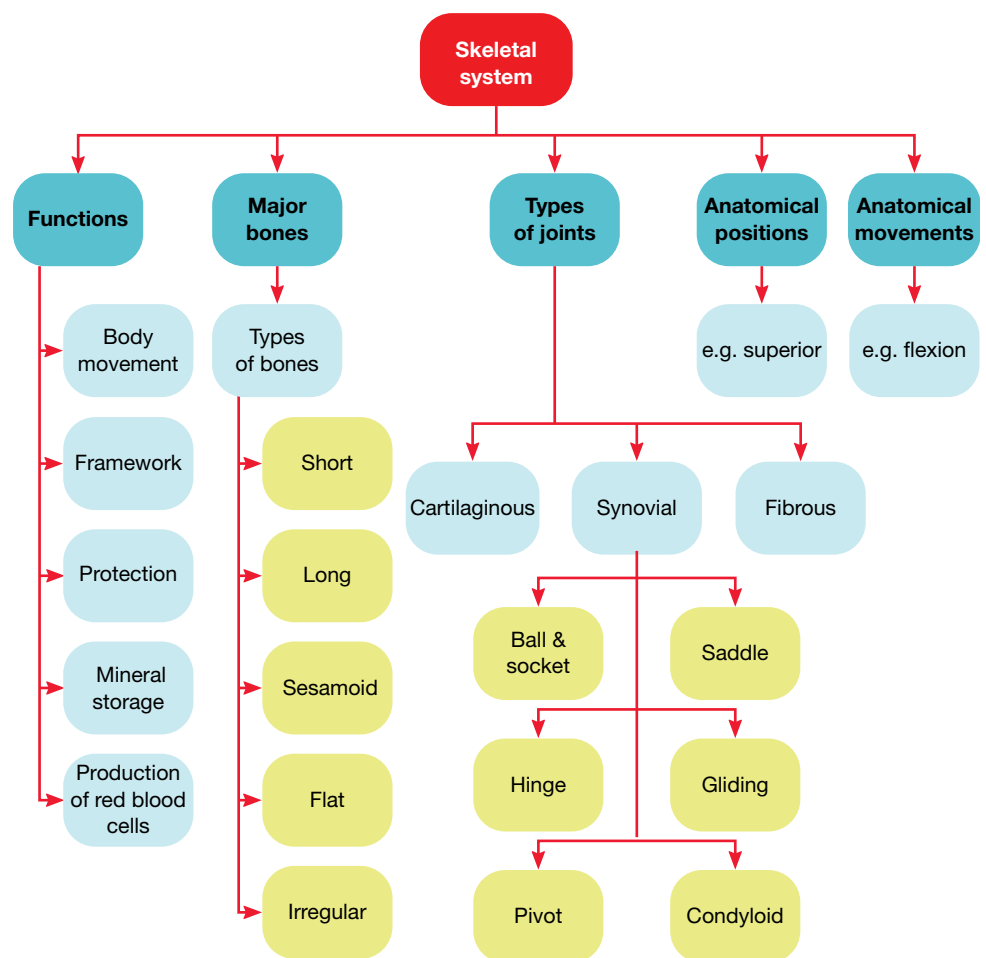 Skeletal
system
Functions
Major
bones
Types
of joints
Anatomical
positions
Anatomical
movements
Body
movement
Types
of bones
e.g. superior
e.g. flexion
Framework
Short
Cartilaginous
Synovial
Fibrous
Protection
Long
Ball &
socket
Saddle
Mineral
storage
Sesamoid
Hinge
Gliding
Production
of red blood
cells
Flat
Irregular
Pivot
Condyloid